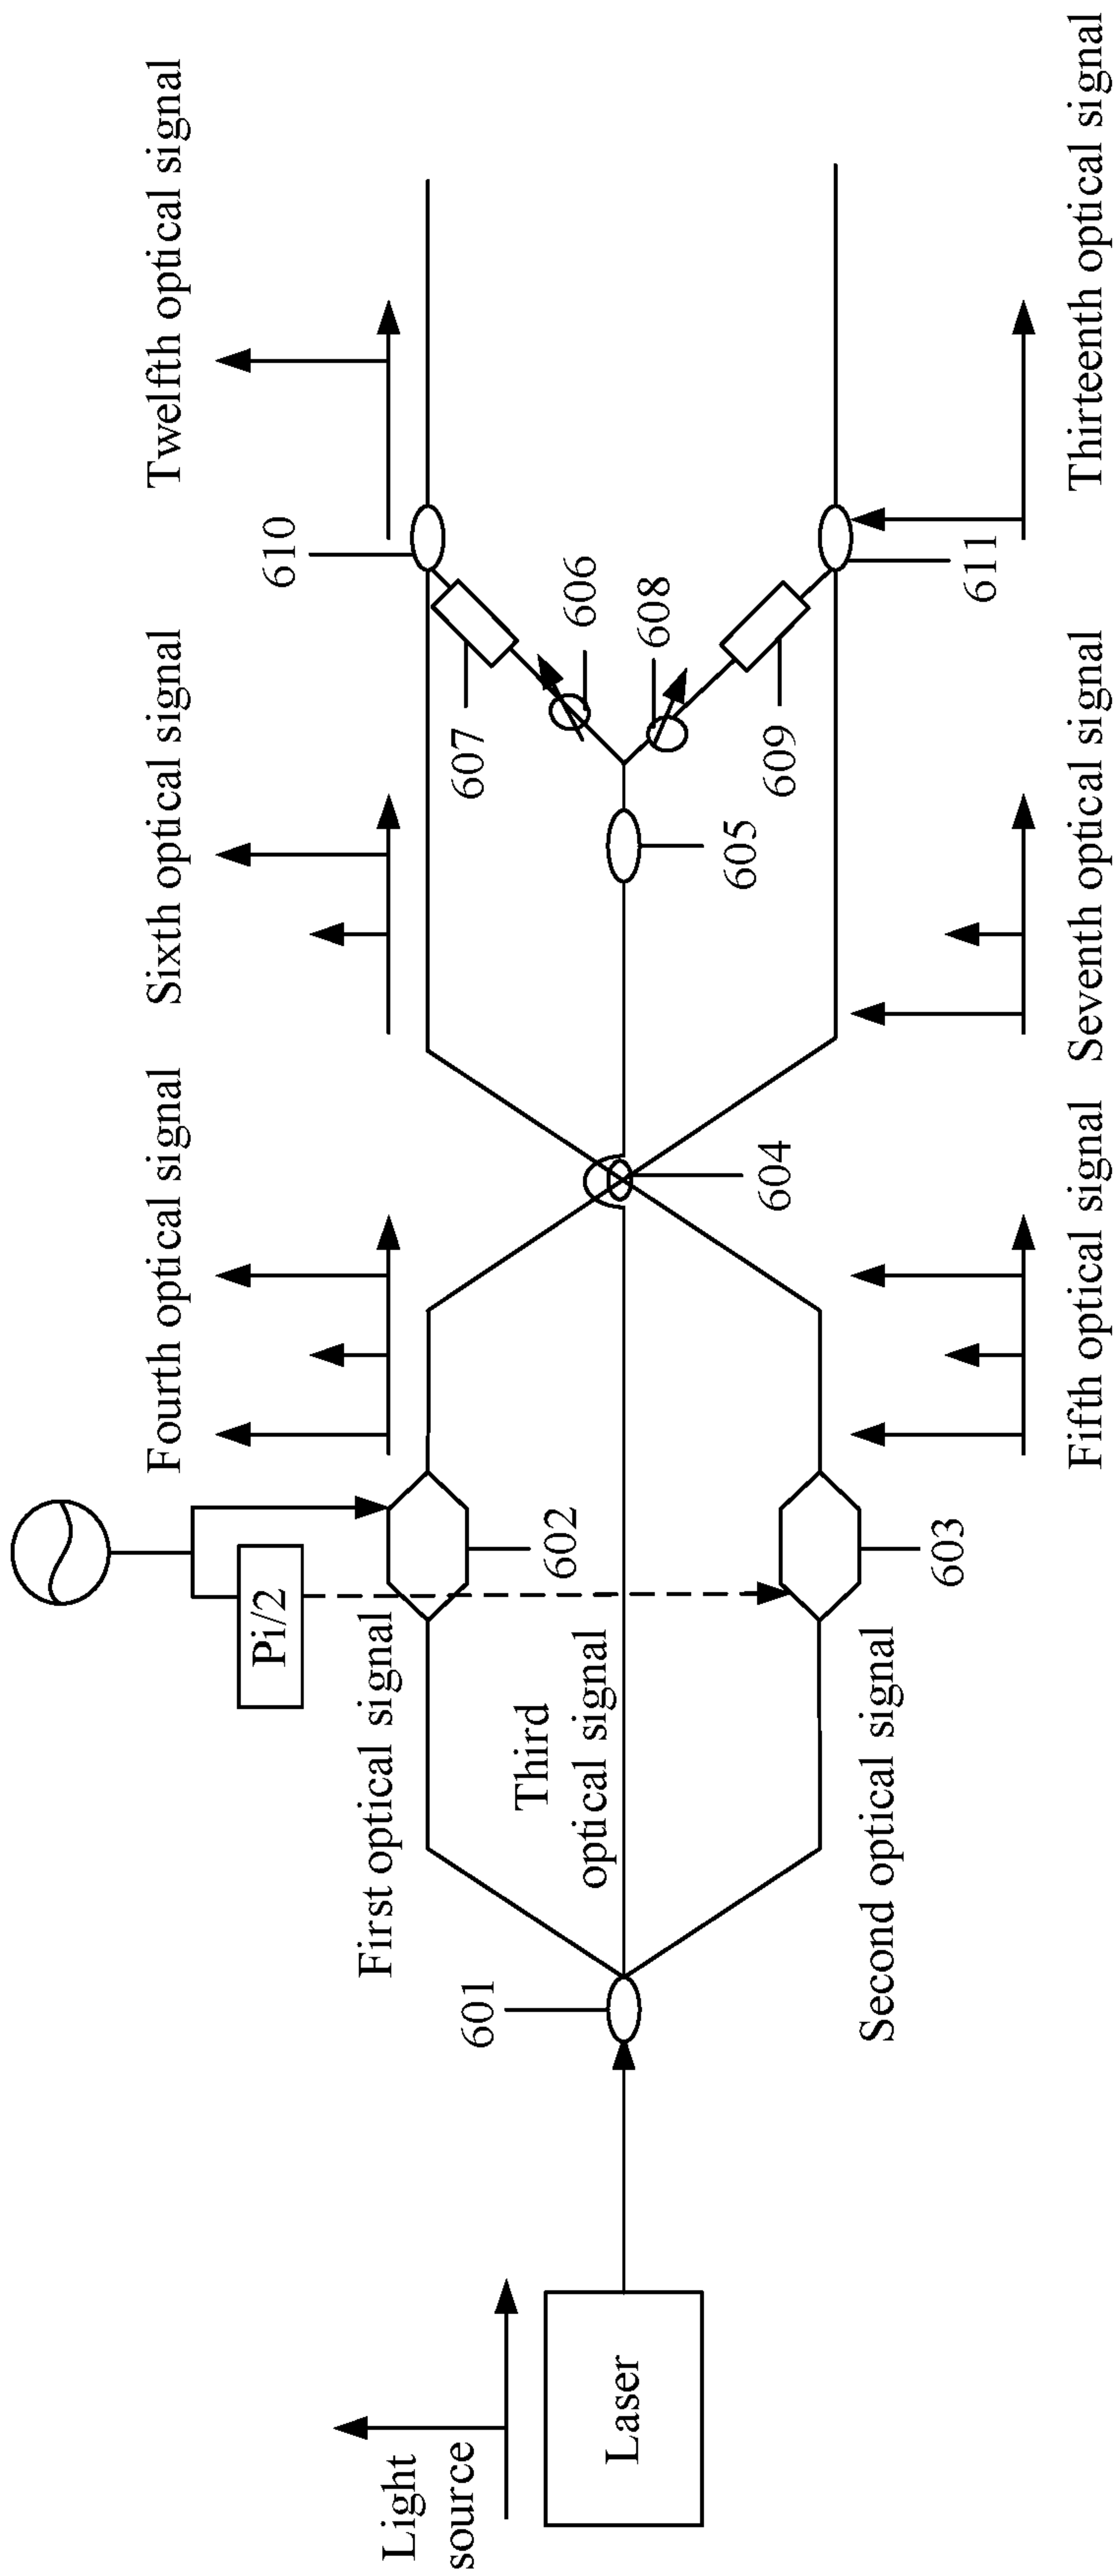 Light
source
Laser
601
First optical signal
Third
optical signal
Second optical signal
Pi/2
602
603
Fourth optical signal
Fifth optical signal
604
Sixth optical signal
Seventh optical signal
605
606
607
608
609
610
611
Twelfth optical signal
Thirteenth optical signal